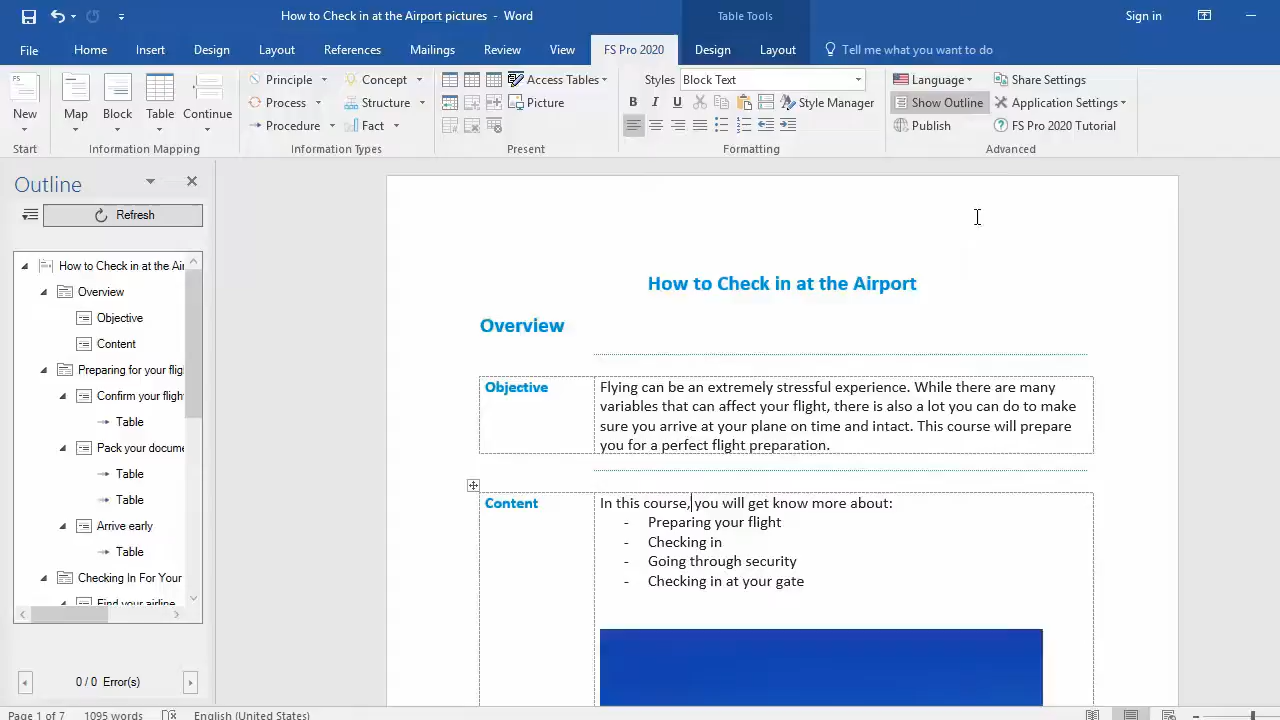 How to Check in at the Airport pictures - Word
Table Tools
Sign in
File Home Insert Design Layout References Mailings Review View FS Pro 2020 Design Layout Tell me what you want to do
New
Start
Map Block Table Continue
Information Mapping
Principle Concept
Process Structure
Procedure Fact
Information Types
Access Tables
Picture
Present
Styles Block Text
B I U Style Manager
Formatting
Language Share Settings
Show Outline Application Settings
Publish FS Pro 2020 Tutorial
Advanced
Outline
Refresh
How to Check in at the Air
Overview
Objective
Content
Preparing for your flig
Confirm your flight
Table
Pack your docume
Table
Table
Arrive early
Table
Checking In For Your
Find your airline
0 / 0 Error(s)
How to Check in at the Airport
Overview
Objective
Flying can be an extremely stressful experience. While there are many
variables that can affect your flight, there is also a lot you can do to make
sure you arrive at your plane on time and intact. This course will prepare
you for a perfect flight preparation.
Content
In this course, you will get know more about:
- Preparing your flight
- Checking in
- Going through security
- Checking in at your gate
Page 1 of 7 1095 words English (United States)